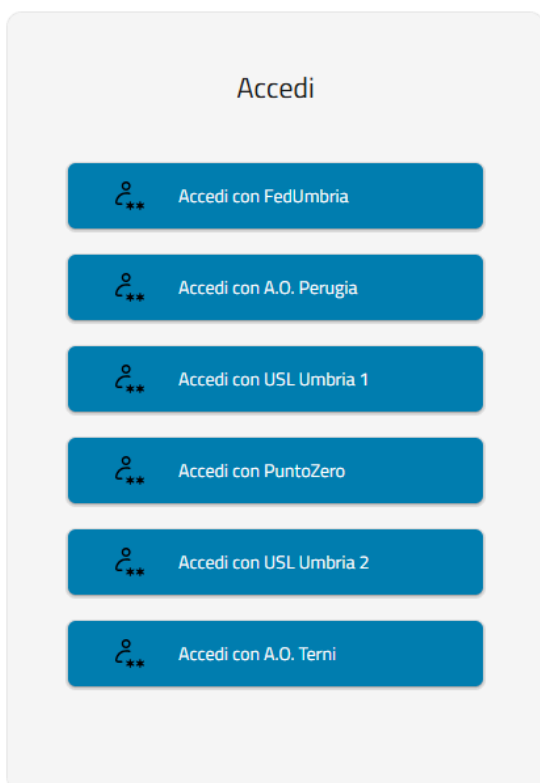 Accedi
Accedi con FedUmbria
Accedi con A.O. Perugia
Accedi con USL Umbria 1
Accedi con PuntoZero
Accedi con USL Umbria 2
Accedi con A.O. Terni